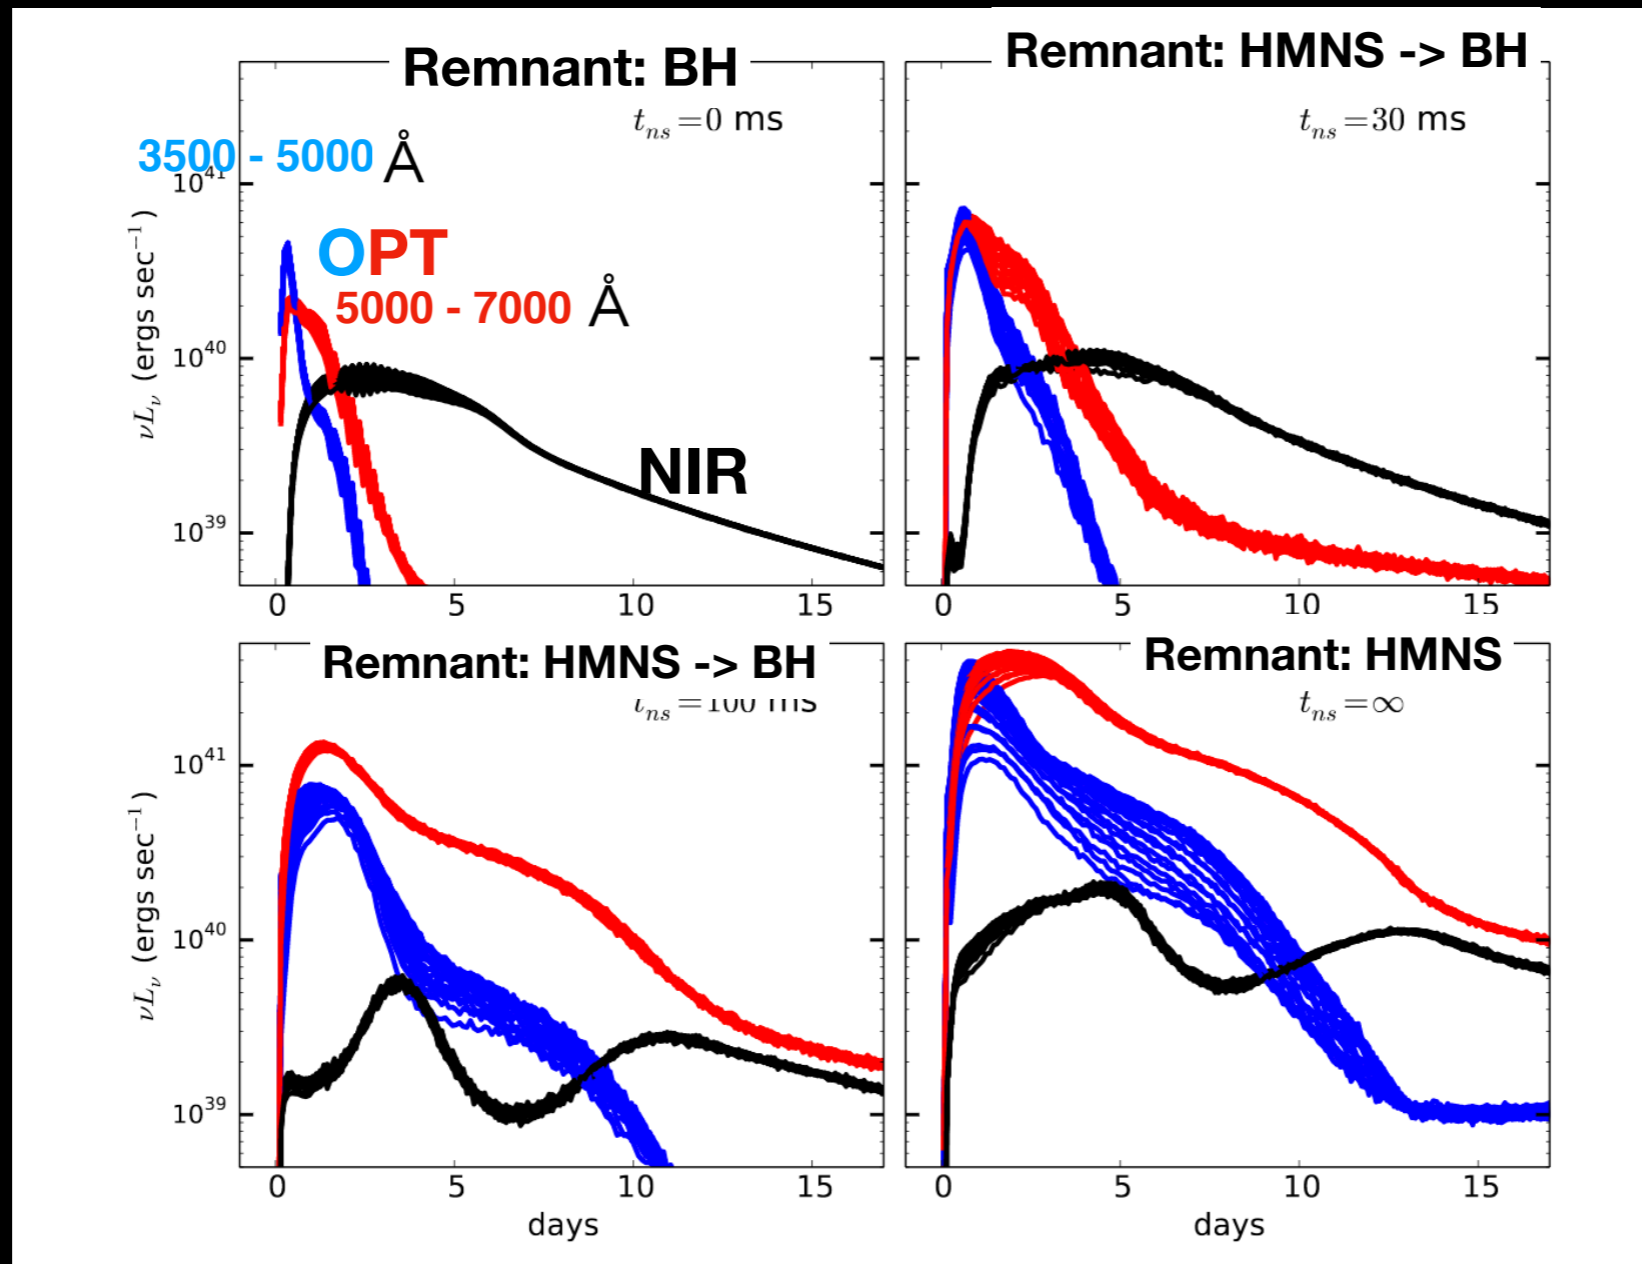 Remnant: BH
t_ns = 0 ms
3500 - 5000 Å
OPT
5000 - 7000 Å
NIR
10^41
10^40
10^39
νL_ν (ergs sec^−1)
0 5 10 15
Remnant: HMNS -> BH
t_ns = 30 ms
0 5 10 15
Remnant: HMNS -> BH
t_ns = 100 ms
10^41
10^40
10^39
νL_ν (ergs sec^−1)
0 5 10 15
days
Remnant: HMNS
t_ns = ∞
0 5 10 15
days